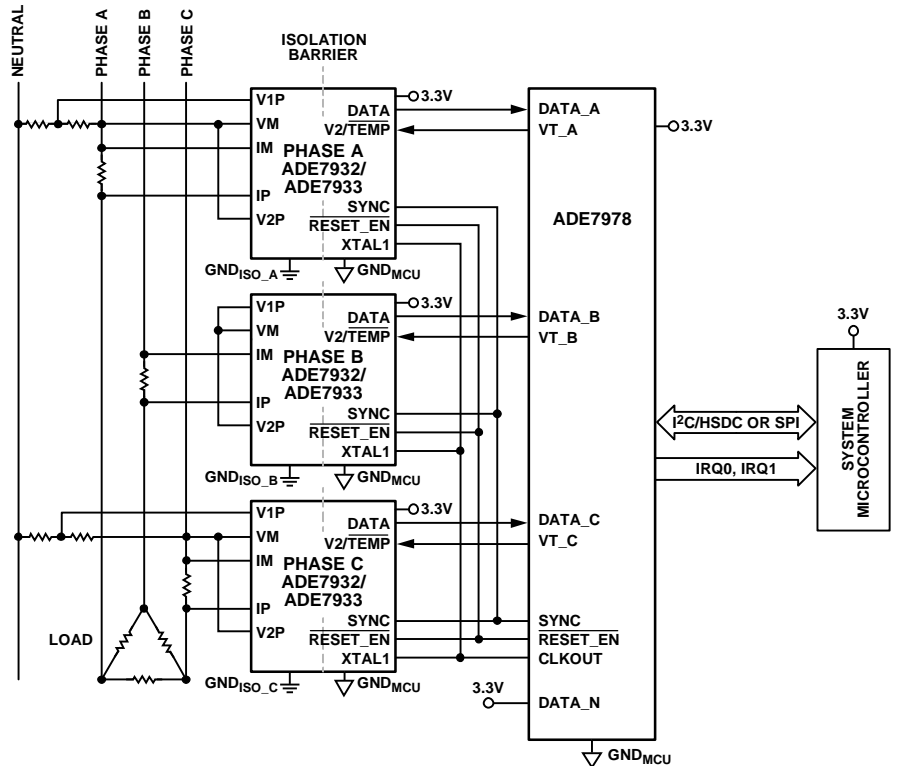 NEUTRAL
PHASE A
PHASE B
PHASE C
ISOLATION
BARRIER
V1P
VM
IM
IP
V2P
3.3V
DATA
V2/TEMP
PHASE A
ADE7932/
ADE7933
SYNC
RESET_EN
XTAL1
GNDISO_A
GNDMCU
V1P
VM
IM
IP
V2P
3.3V
DATA
V2/TEMP
PHASE B
ADE7932/
ADE7933
SYNC
RESET_EN
XTAL1
GNDISO_B
GNDMCU
V1P
VM
IM
IP
V2P
3.3V
DATA
V2/TEMP
PHASE C
ADE7932/
ADE7933
SYNC
RESET_EN
XTAL1
GNDISO_C
GNDMCU
LOAD
DATA_A
VT_A
3.3V
ADE7978
DATA_B
VT_B
DATA_C
VT_C
SYNC
RESET_EN
CLKOUT
3.3V
DATA_N
GNDMCU
I2C/HSDC OR SPI
IRQ0, IRQ1
3.3V
SYSTEM
MICROCONTROLLER